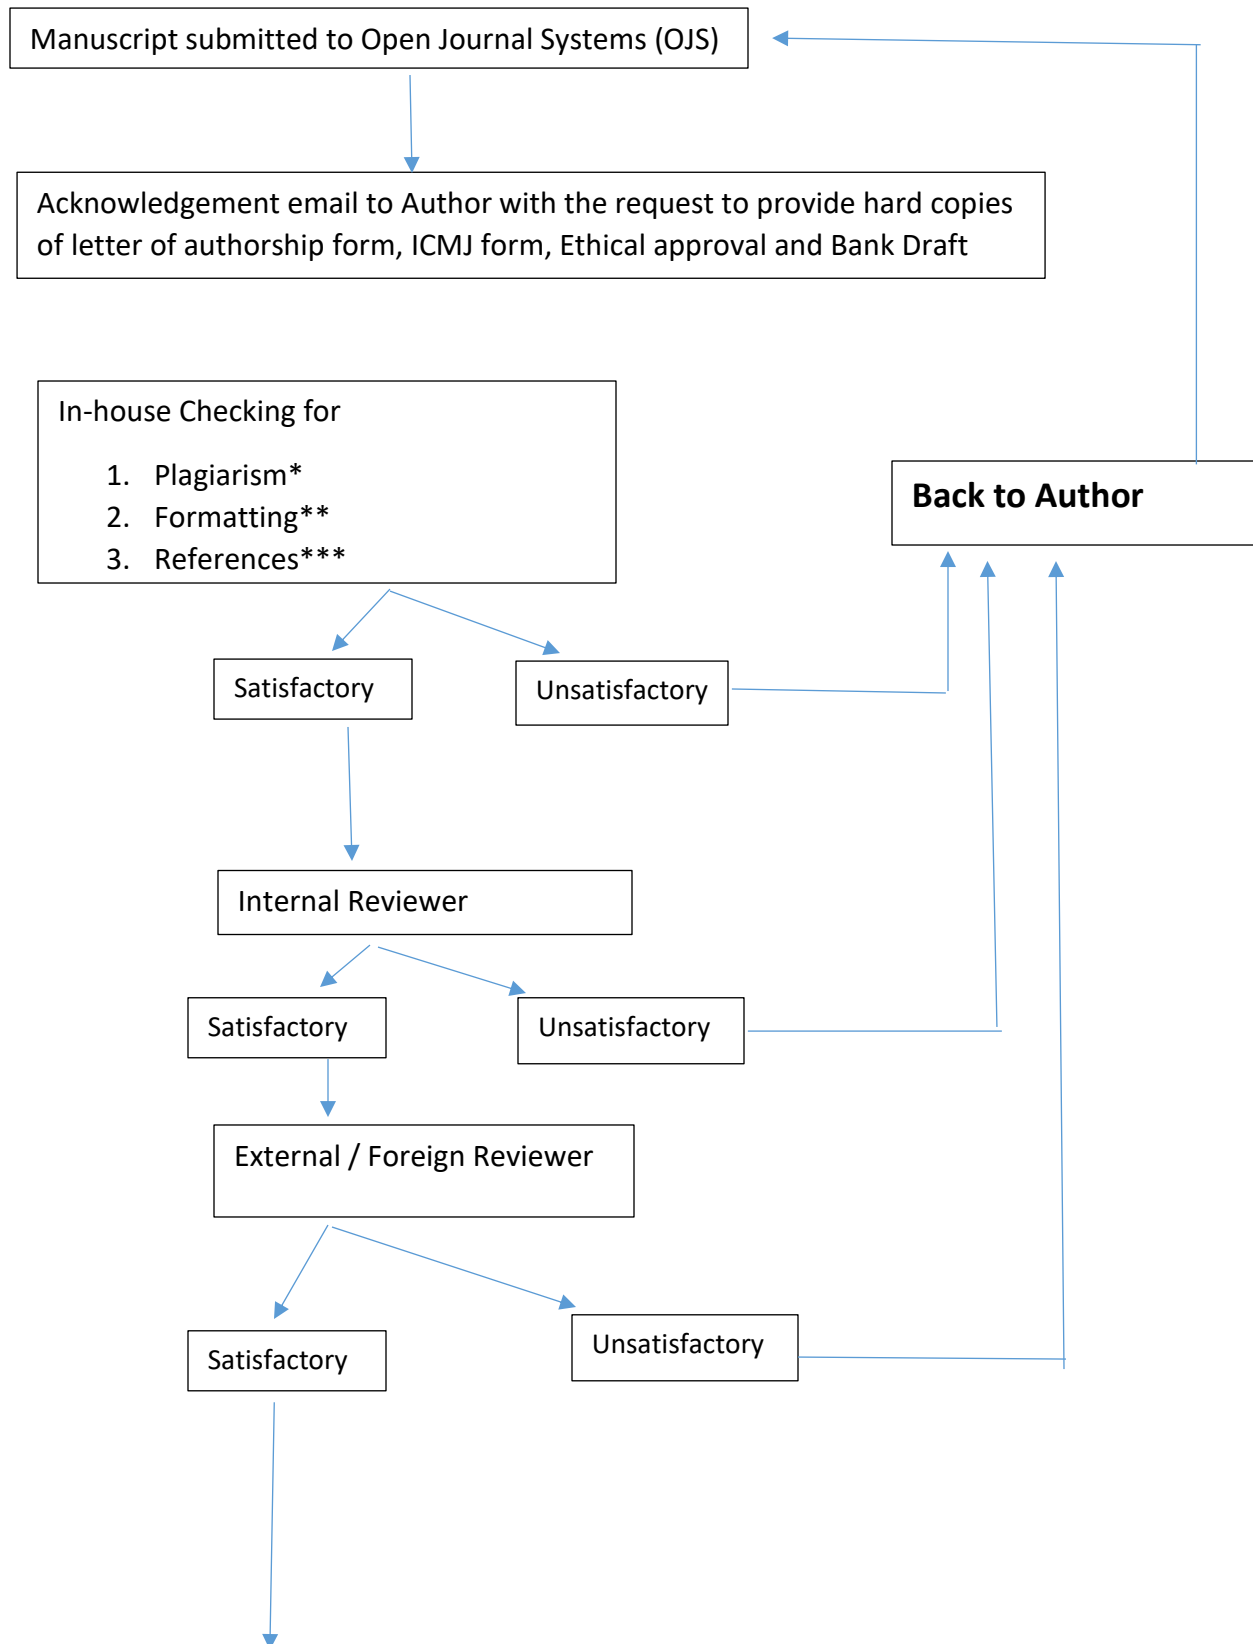 Manuscript submitted to Open Journal Systems (OJS)
Acknowledgement email to Author with the request to provide hard copies
of letter of authorship form, ICMJ form, Ethical approval and Bank Draft
In-house Checking for
1. Plagiarism*
2. Formatting**
3. References***
Back to Author
Satisfactory
Unsatisfactory
Internal Reviewer
Satisfactory
Unsatisfactory
External / Foreign Reviewer
Satisfactory
Unsatisfactory